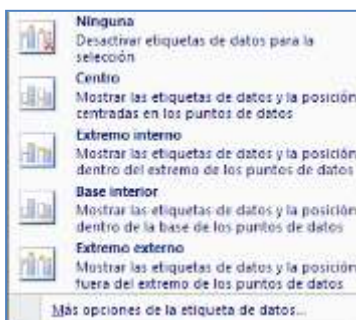 Ninguna
Desactivar etiquetas de datos para la
selección
Centro
Mostrar las etiquetas de datos y la posición
centradas en los puntos de datos
Extremo interno
Mostrar las etiquetas de datos y la posición
dentro del extremo de los puntos de datos
Base interior
Mostrar las etiquetas de datos y la posición
dentro de la base de los puntos de datos
Extremo externo
Mostrar las etiquetas de datos y la posición
fuera del extremo de los puntos de datos
Más opciones de la etiqueta de datos...